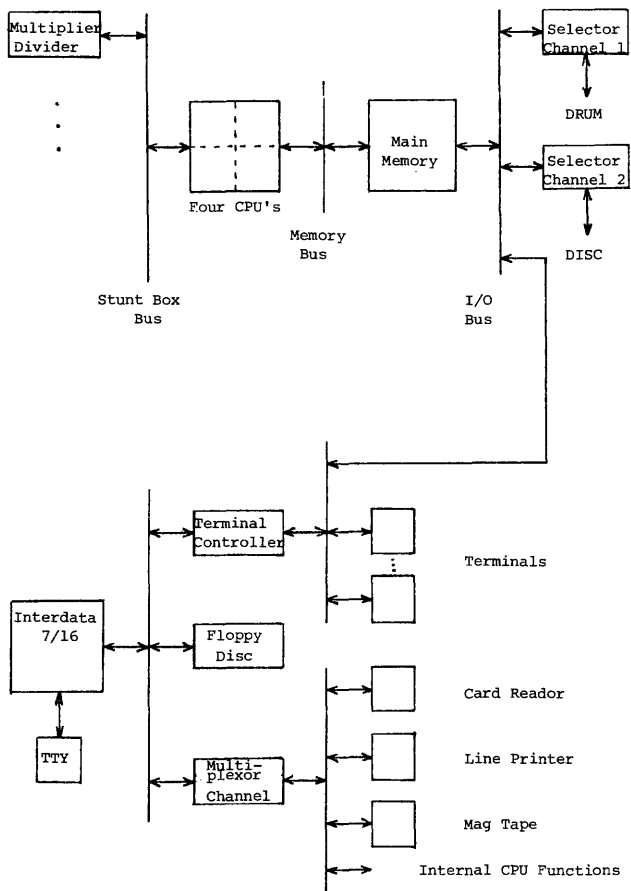 Multiplier
Divider
Four CPU's
Memory
Bus
Main
Memory
Selector
Channel 1
DRUM
Selector
Channel 2
DISC
Stunt Box
Bus
I/O
Bus
Terminal
Controller
Terminals
Interdata
7/16
Floppy
Disc
TTY
Multi-
plexor
Channel
Card Reador
Line Printer
Mag Tape
Internal CPU Functions